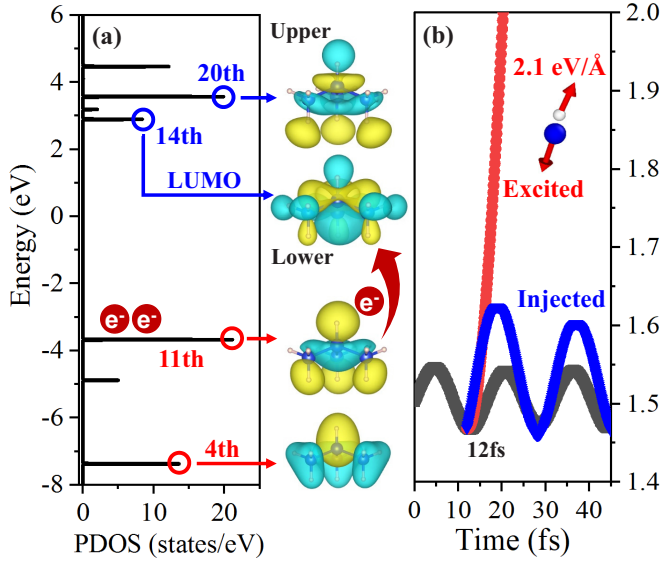 (a)
Upper
20th
14th
LUMO
Lower
e-
e-
e-
11th
4th
6
4
2
0
-2
-4
-6
-8
Energy (eV)
0
10
20
PDOS (states/eV)
(b)
2.1 eV/Å
Excited
Injected
12fs
2.0
1.9
1.8
1.7
1.6
1.5
1.4
0
10
20
30
40
Time (fs)